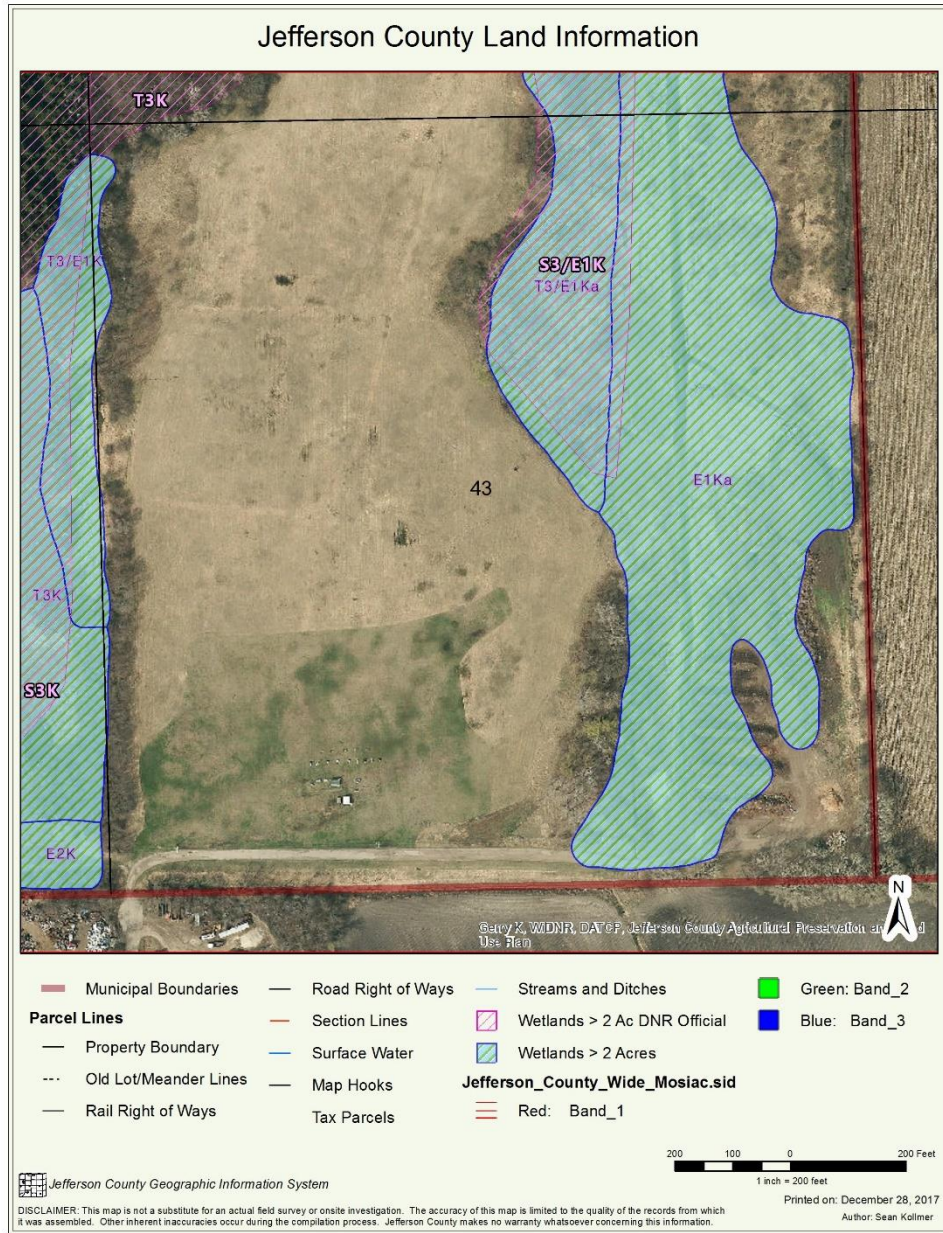 Jefferson County Land Information
T3K
T3/E1K
S3/E1K
T3/E1Ka
43
E1Ka
T3K
S3K
E2K
N
Gerry K, WIDNR, DATCP, Jefferson County Agricultural Preservation and
Use Plan
Municipal Boundaries
Parcel Lines
Property Boundary
Old Lot/Meander Lines
Rail Right of Ways
Road Right of Ways
Section Lines
Surface Water
Map Hooks
Tax Parcels
Streams and Ditches
Wetlands > 2 Ac DNR Official
Wetlands > 2 Acres
Jefferson_County_Wide_Mosiac.sid
Red: Band_1
Green: Band_2
Blue: Band_3
200 100 0 200 Feet
1 inch = 200 feet
Jefferson County Geographic Information System
Printed on: December 28, 2017
Author: Sean Kollmer
DISCLAIMER: This map is not a substitute for an actual field survey or onsite investigation. The accuracy of this map is limited to the quality of the records from which
it was assembled. Other inherent inaccuracies occur during the compilation process. Jefferson County makes no warranty whatsoever concerning this information.